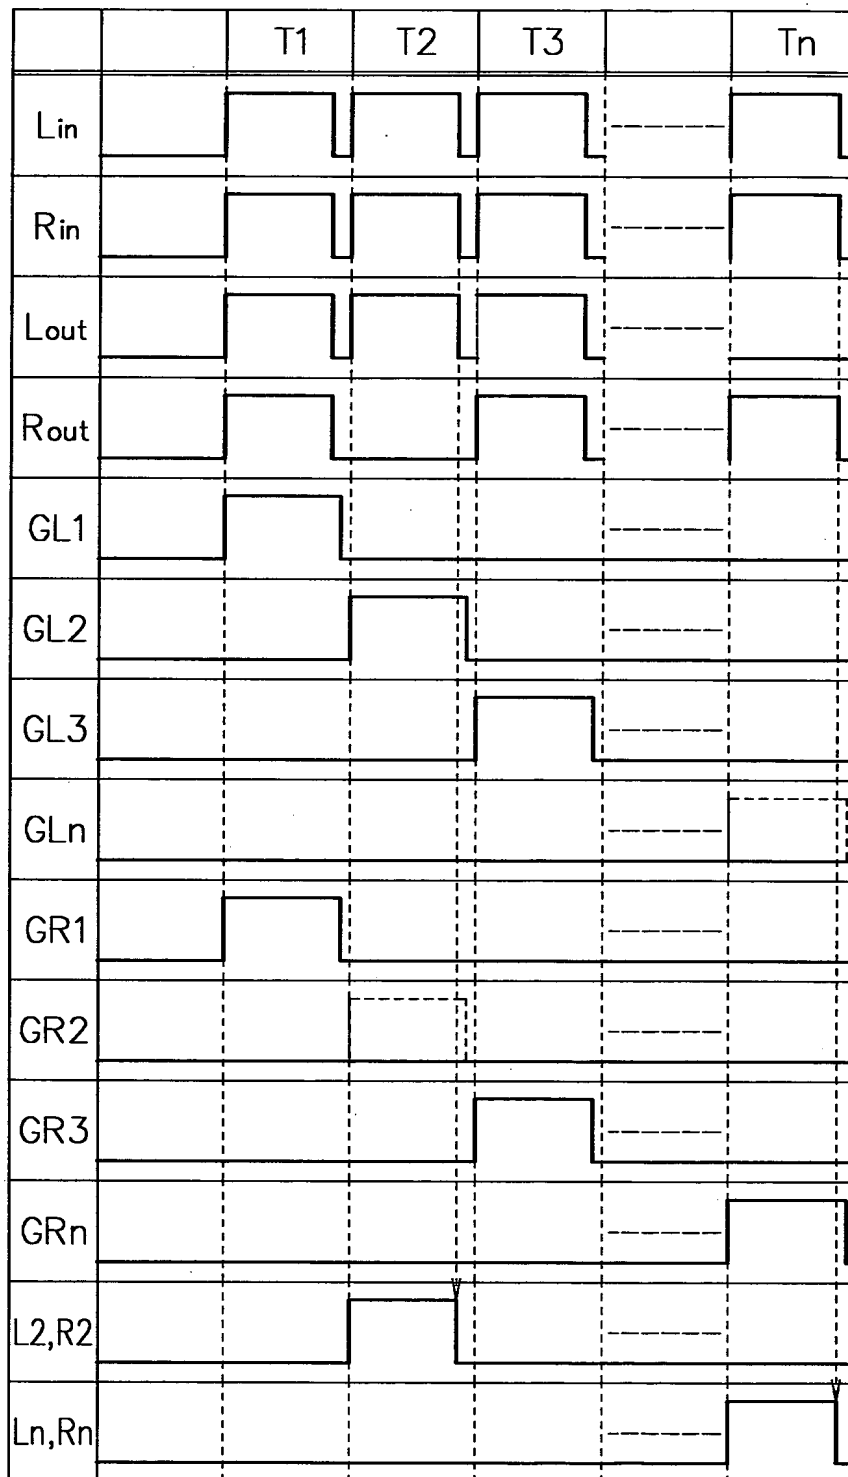 T1 T2 T3 Tn
Lin
Rin
Lout
Rout
GL1
GL2
GL3
GLn
GR1
GR2
GR3
GRn
L2,R2
Ln,Rn